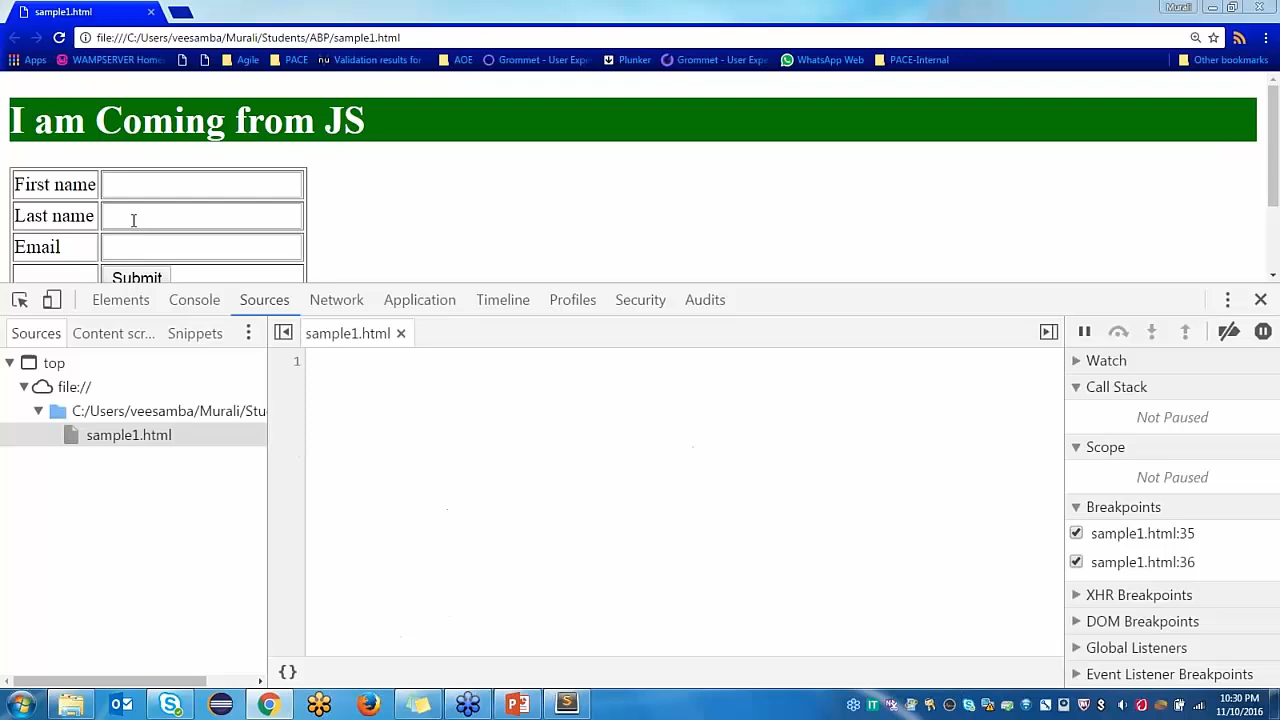 sample1.html
Murali
file:///C:/Users/veesamba/Murali/Students/ABP/sample1.html
Apps WAMPSERVER Home Agile PACE Validation results for AOE Grommet - User Expe Plunker Grommet - User Expe WhatsApp Web PACE-Internal Other bookmarks
I am Coming from JS
First name
Last name
Email
Submit
Elements Console Sources Network Application Timeline Profiles Security Audits
Sources Content scr... Snippets sample1.html
top
file://
C:/Users/veesamba/Murali/Stu
sample1.html
1
{}
Watch
Call Stack
Not Paused
Scope
Not Paused
Breakpoints
sample1.html:35
sample1.html:36
XHR Breakpoints
DOM Breakpoints
Global Listeners
Event Listener Breakpoints
10:30 PM
11/10/2016